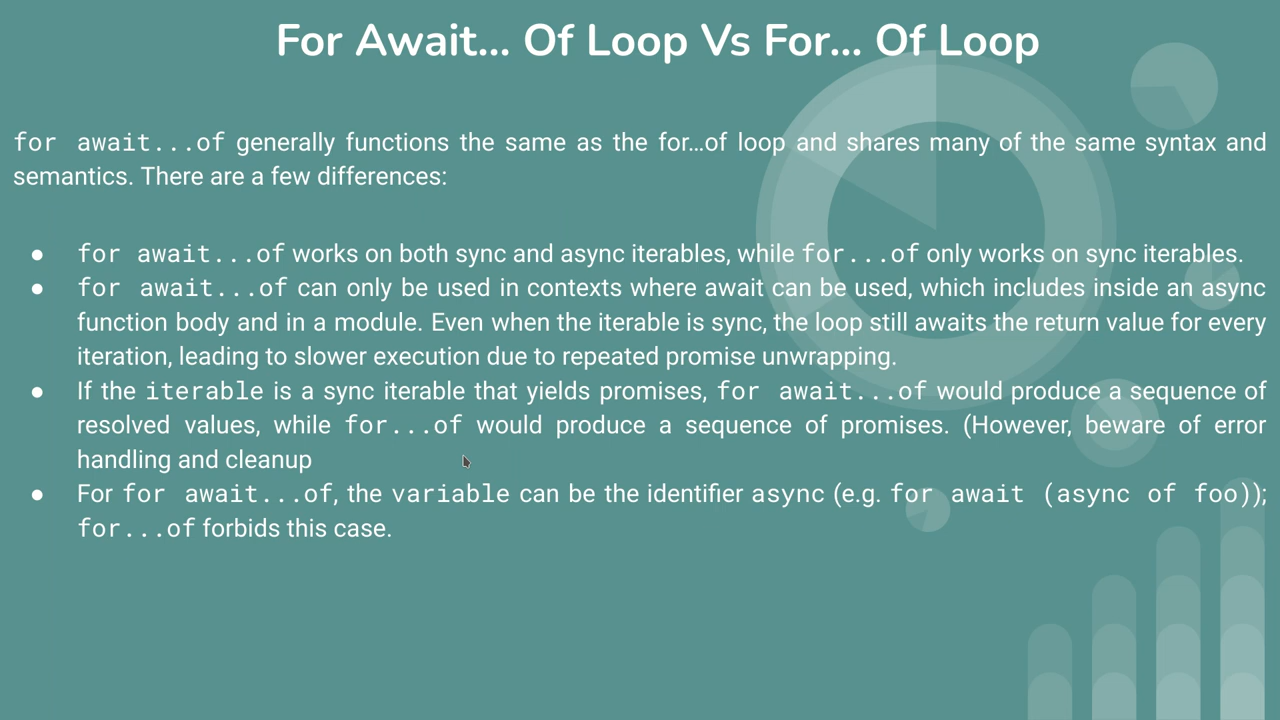 For Await... Of Loop Vs For... Of Loop
for await...of generally functions the same as the for…of loop and shares many of the same syntax and
semantics. There are a few differences:
● for await...of works on both sync and async iterables, while for...of only works on sync iterables.
● for await...of can only be used in contexts where await can be used, which includes inside an async
function body and in a module. Even when the iterable is sync, the loop still awaits the return value for every
iteration, leading to slower execution due to repeated promise unwrapping.
● If the iterable is a sync iterable that yields promises, for await...of would produce a sequence of
resolved values, while for...of would produce a sequence of promises. (However, beware of error
handling and cleanup
● For for await...of, the variable can be the identifier async (e.g. for await (async of foo));
for...of forbids this case.